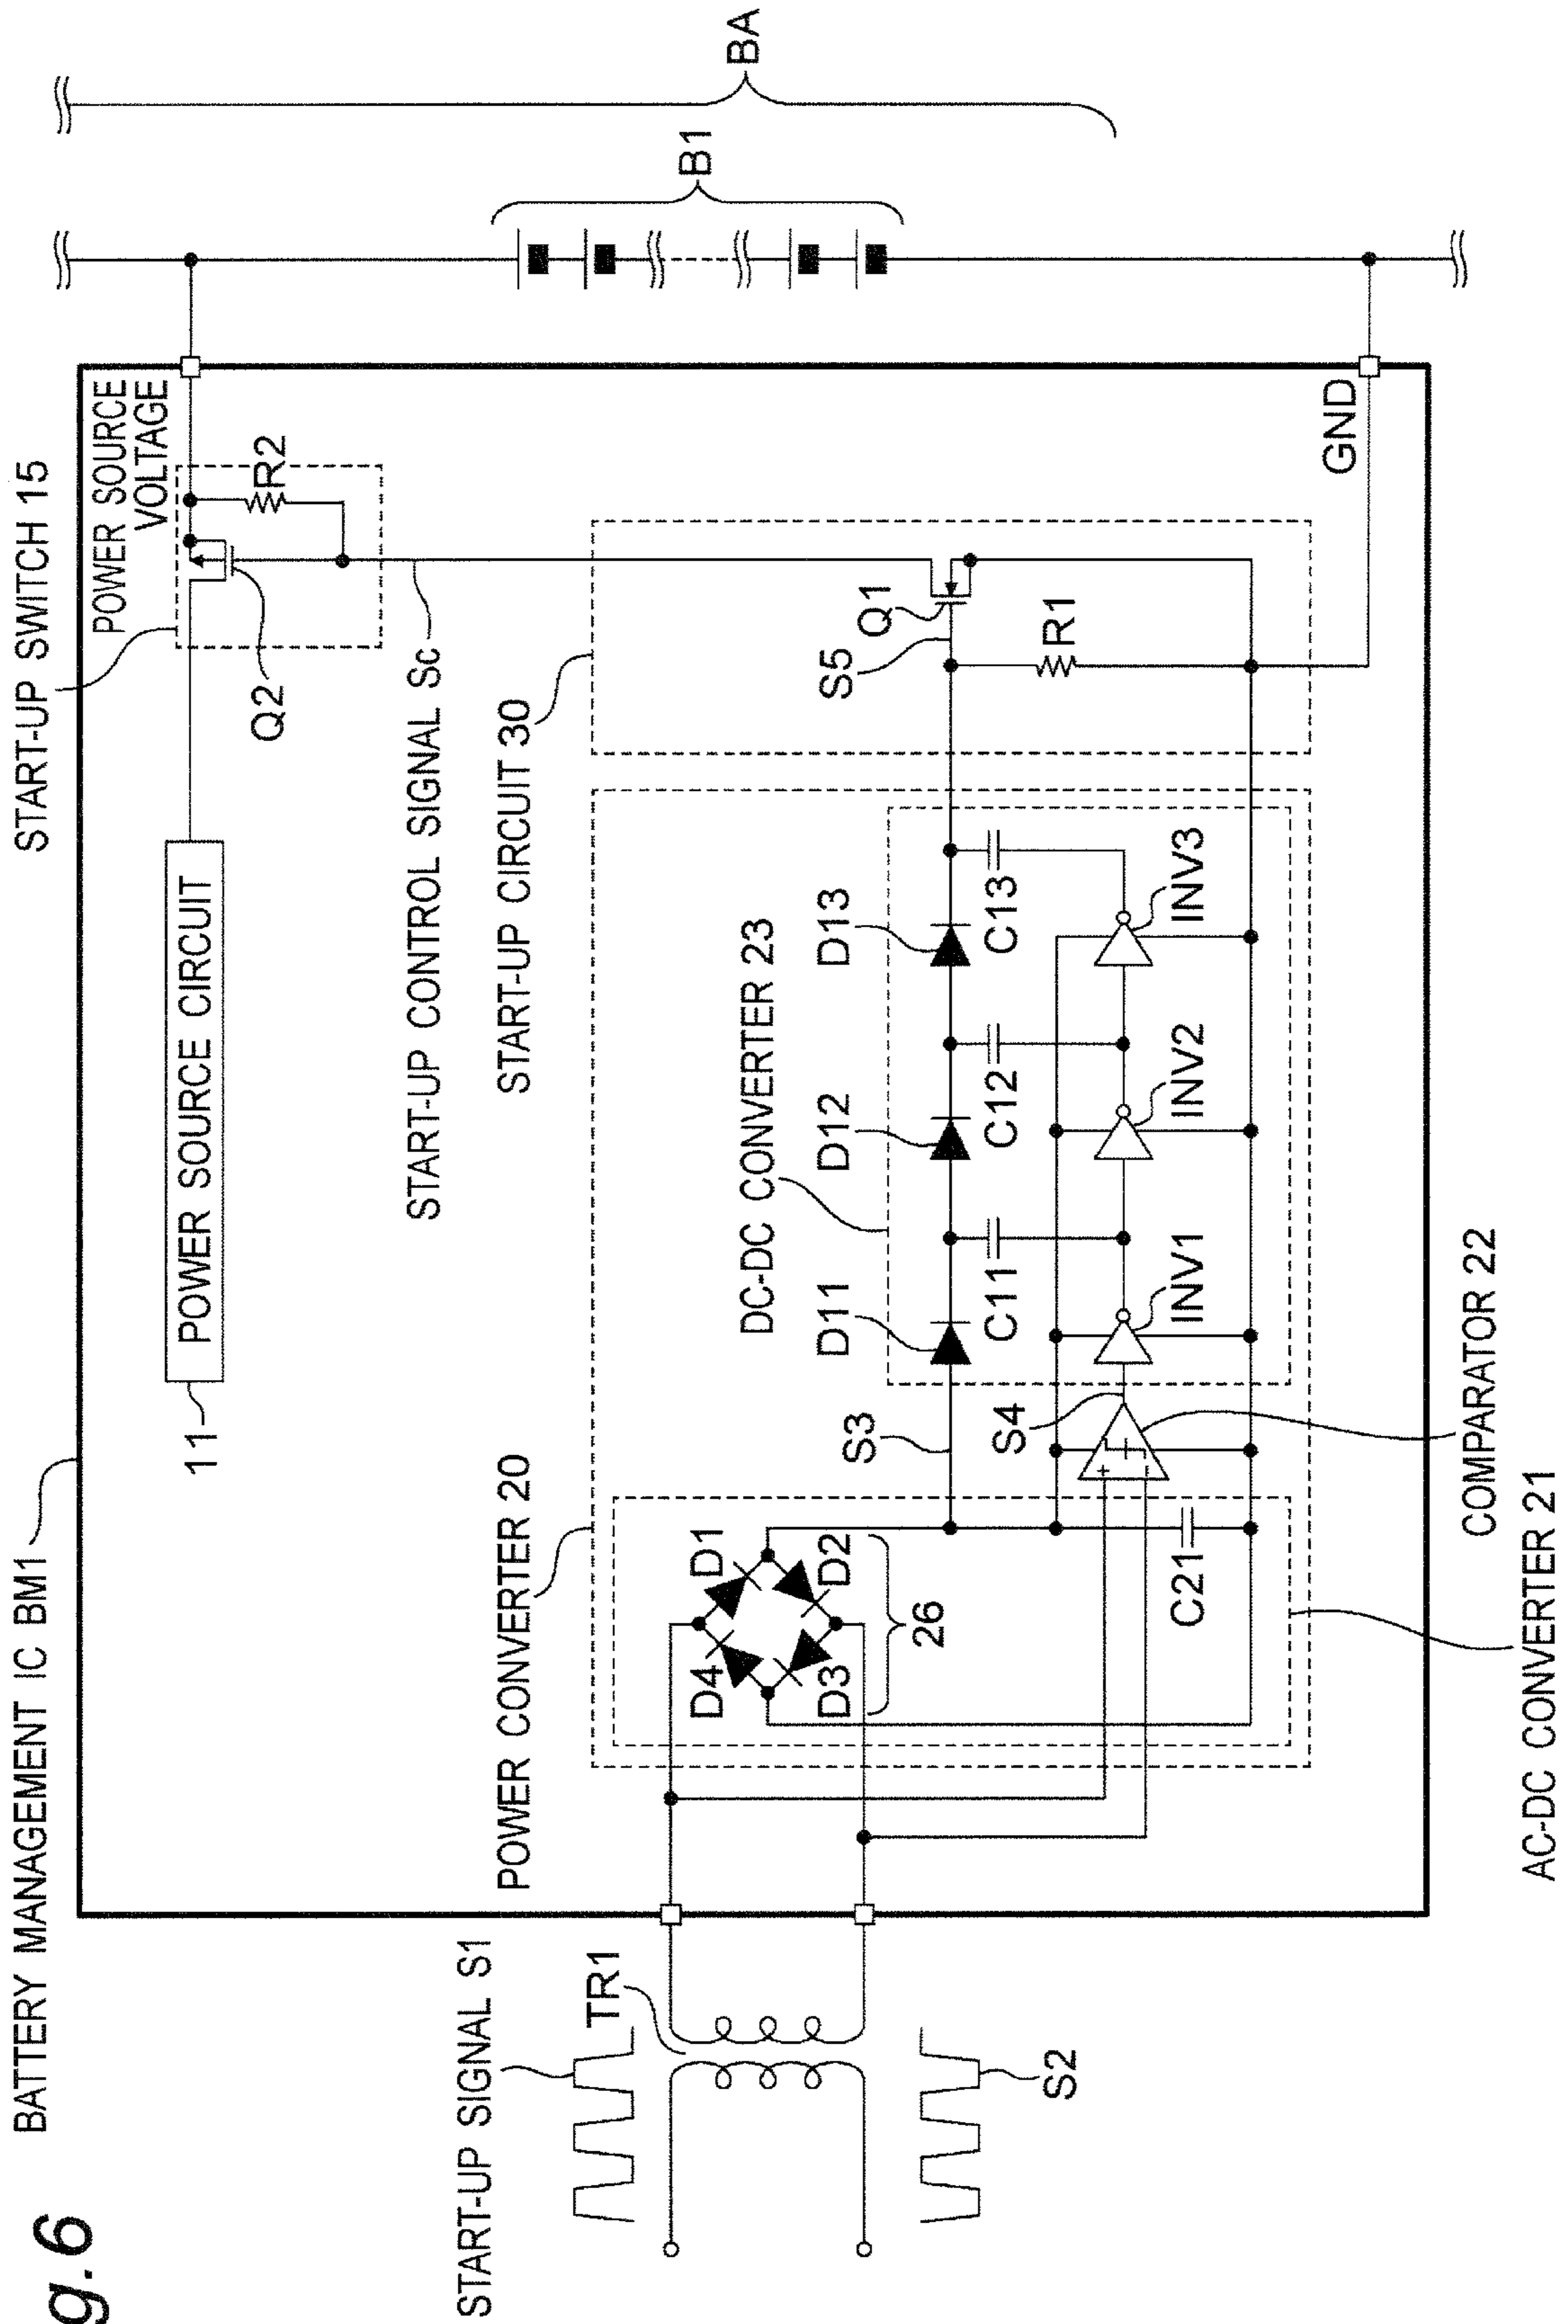 g.6
BATTERY MANAGEMENT IC BM1
START-UP SWITCH 15
POWER SOURCE
VOLTAGE
R2
Q2
11
POWER SOURCE CIRCUIT
START-UP CONTROL SIGNAL Sc
START-UP CIRCUIT 30
POWER CONVERTER 20
START-UP SIGNAL S1
TR1
S2
D1
D2
D3
D4
26
C21
S3
S4
DC-DC CONVERTER 23
D11
D12
D13
C11
C12
C13
INV1
INV2
INV3
S5
Q1
R1
GND
B1
BA
COMPARATOR 22
AC-DC CONVERTER 21
+
-